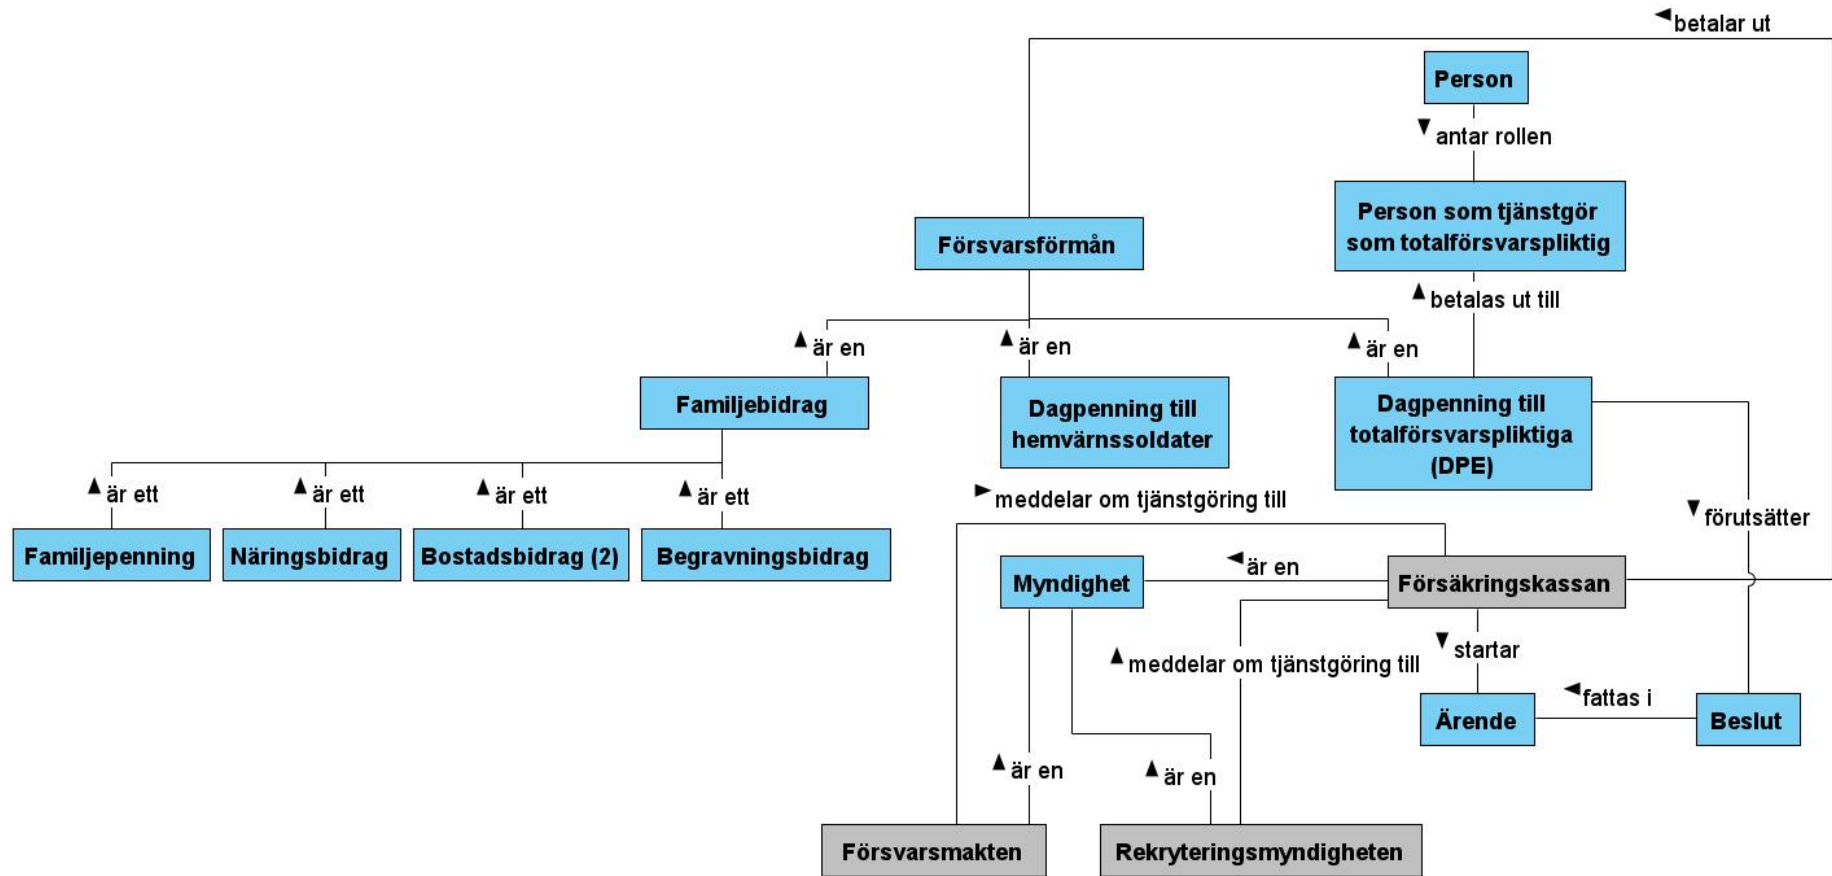 betalar ut
Person
antar rollen
Person som tjänstgör
som totalförsvarspliktig
Försvarsförmån
betalas ut till
är en
är en
är en
Familjebidrag
Dagpenning till
hemvärnssoldater
Dagpenning till
totalförsvarspliktiga
(DPE)
är ett
är ett
är ett
är ett
meddelar om tjänstgöring till
förutsätter
Familjepenning
Näringsbidrag
Bostadsbidrag (2)
Begravningsbidrag
Myndighet
är en
Försäkringskassan
meddelar om tjänstgöring till
startar
fattas i
Ärende
Beslut
är en
är en
Försvarsmakten
Rekryteringsmyndigheten